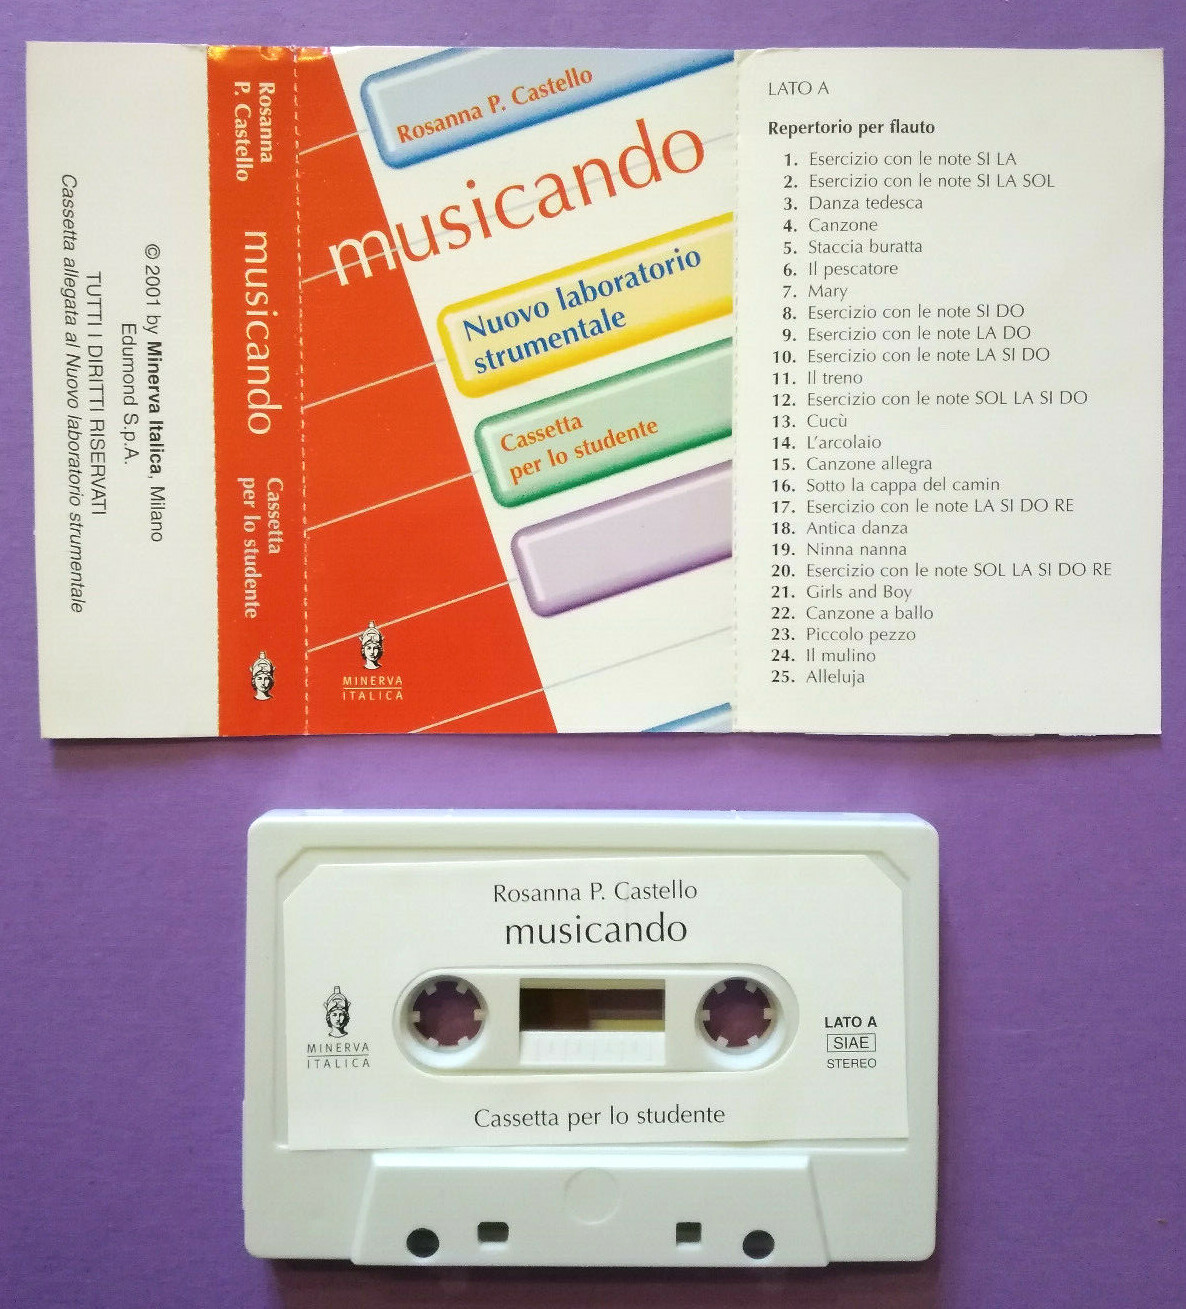 © 2001 by Minerva Italica, Milano
Edumond S.p.A.
TUTTI I DIRITTI RISERVATI
Cassetta allegata al Nuovo laboratorio strumentale
Rosanna
P. Castello
musicando
Cassetta
per lo studente
Rosanna P. Castello
musicando
Nuovo laboratorio
strumentale
Cassetta
per lo studente
MINERVA
ITALICA
LATO A
Repertorio per flauto
1. Esercizio con le note SI LA
2. Esercizio con le note SI LA SOL
3. Danza tedesca
4. Canzone
5. Staccia buratta
6. Il pescatore
7. Mary
8. Esercizio con le note SI DO
9. Esercizio con le note LA DO
10. Esercizio con le note LA SI DO
11. Il treno
12. Esercizio con le note SOL LA SI DO
13. Cucù
14. L'arcolaio
15. Canzone allegra
16. Sotto la cappa del camin
17. Esercizio con le note LA SI DO RE
18. Antica danza
19. Ninna nanna
20. Esercizio con le note SOL LA SI DO RE
21. Girls and Boy
22. Canzone a ballo
23. Piccolo pezzo
24. Il mulino
25. Alleluja
Rosanna P. Castello
musicando
MINERVA
ITALICA
LATO A
SIAE
STEREO
Cassetta per lo studente